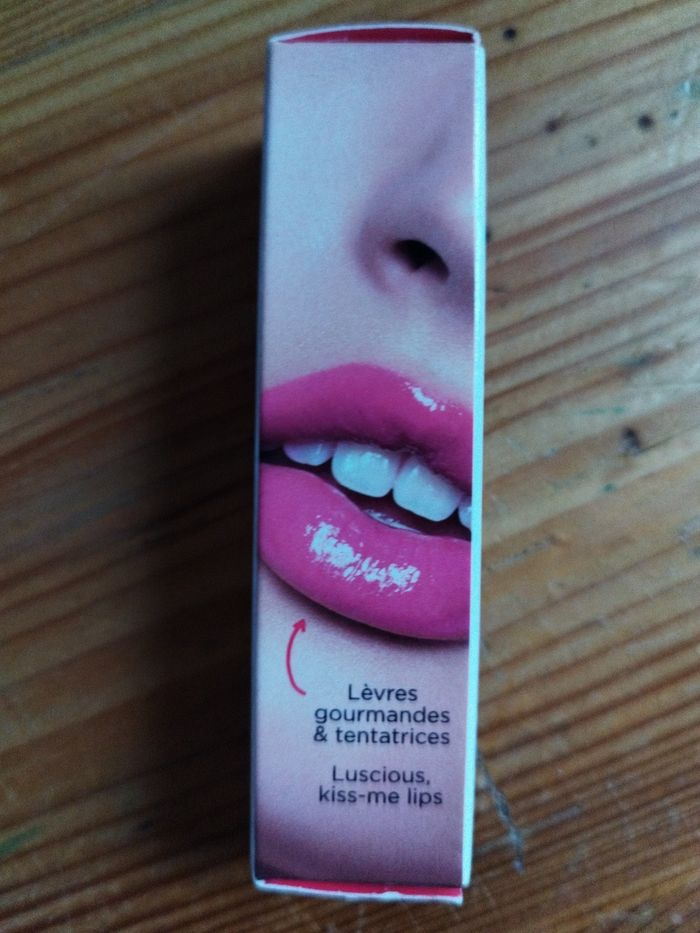 Lèvres
gourmandes
& tentatrices
Luscious,
kiss-me lips